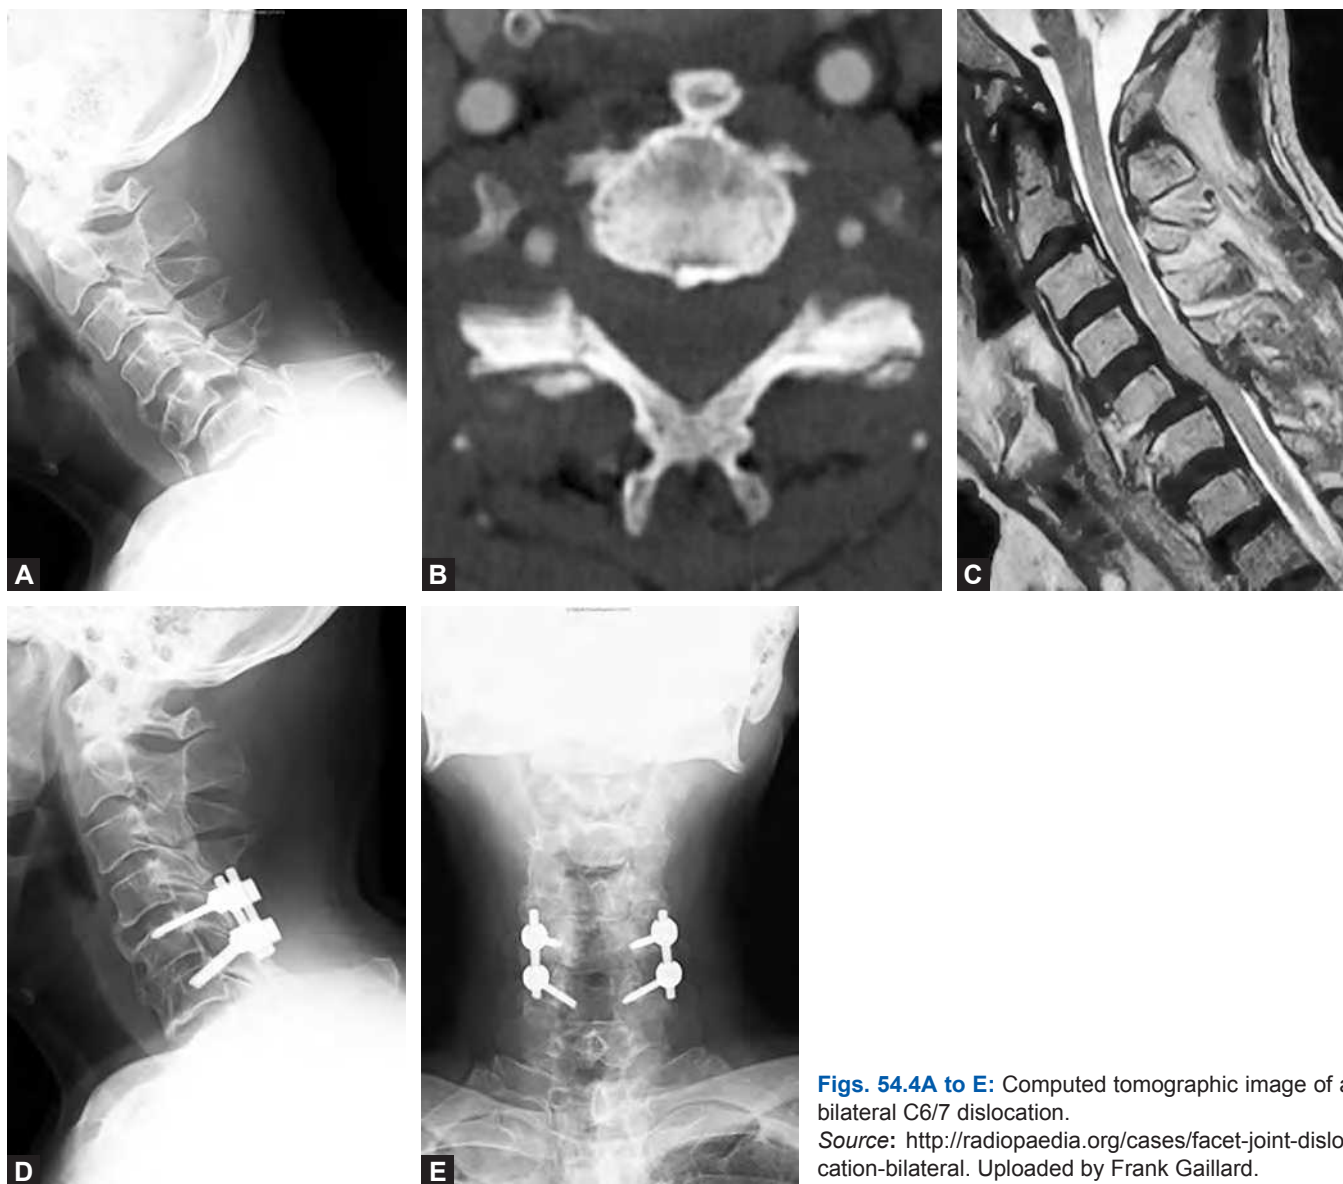 A
B
C
D
E
Figs. 54.4A to E: Computed tomographic image of a
bilateral C6/7 dislocation.
Source: http://radiopaedia.org/cases/facet-joint-dislo-
cation-bilateral. Uploaded by Frank Gaillard.